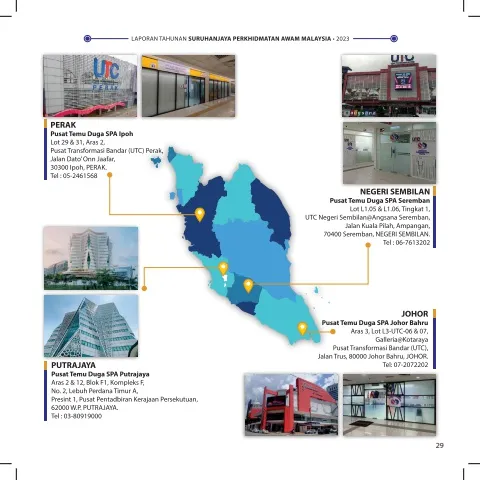 LAPORAN TAHUNAN SURUHANJAYA PERKHIDMATAN AWAM MALAYSIA • 2023
UTC
PERAK
UTC
PERAK
Pusat Temu Duga SPA Ipoh
Lot 29 & 31, Aras 2,
Pusat Transformasi Bandar (UTC) Perak,
Jalan Dato' Onn Jaafar,
30300 Ipoh, PERAK.
Tel : 05-2461568
NEGERI SEMBILAN
Pusat Temu Duga SPA Seremban
Lot L1.05 & L1.06, Tingkat 1,
UTC Negeri Sembilan@Angsana Seremban,
Jalan Kuala Pilah, Ampangan,
70400 Seremban, NEGERI SEMBILAN.
Tel : 06-7613202
JOHOR
Pusat Temu Duga SPA Johor Bahru
Aras 3, Lot L3-UTC-06 & 07,
Galleria@Kotaraya
Pusat Transformasi Bandar (UTC),
Jalan Trus, 80000 Johor Bahru, JOHOR.
Tel: 07-2072202
PUTRAJAYA
Pusat Temu Duga SPA Putrajaya
Aras 2 & 12, Blok F1, Kompleks F,
No. 2, Lebuh Perdana Timur A,
Presint 1, Pusat Pentadbiran Kerajaan Persekutuan,
62000 W.P. PUTRAJAYA.
Tel : 03-80919000
29